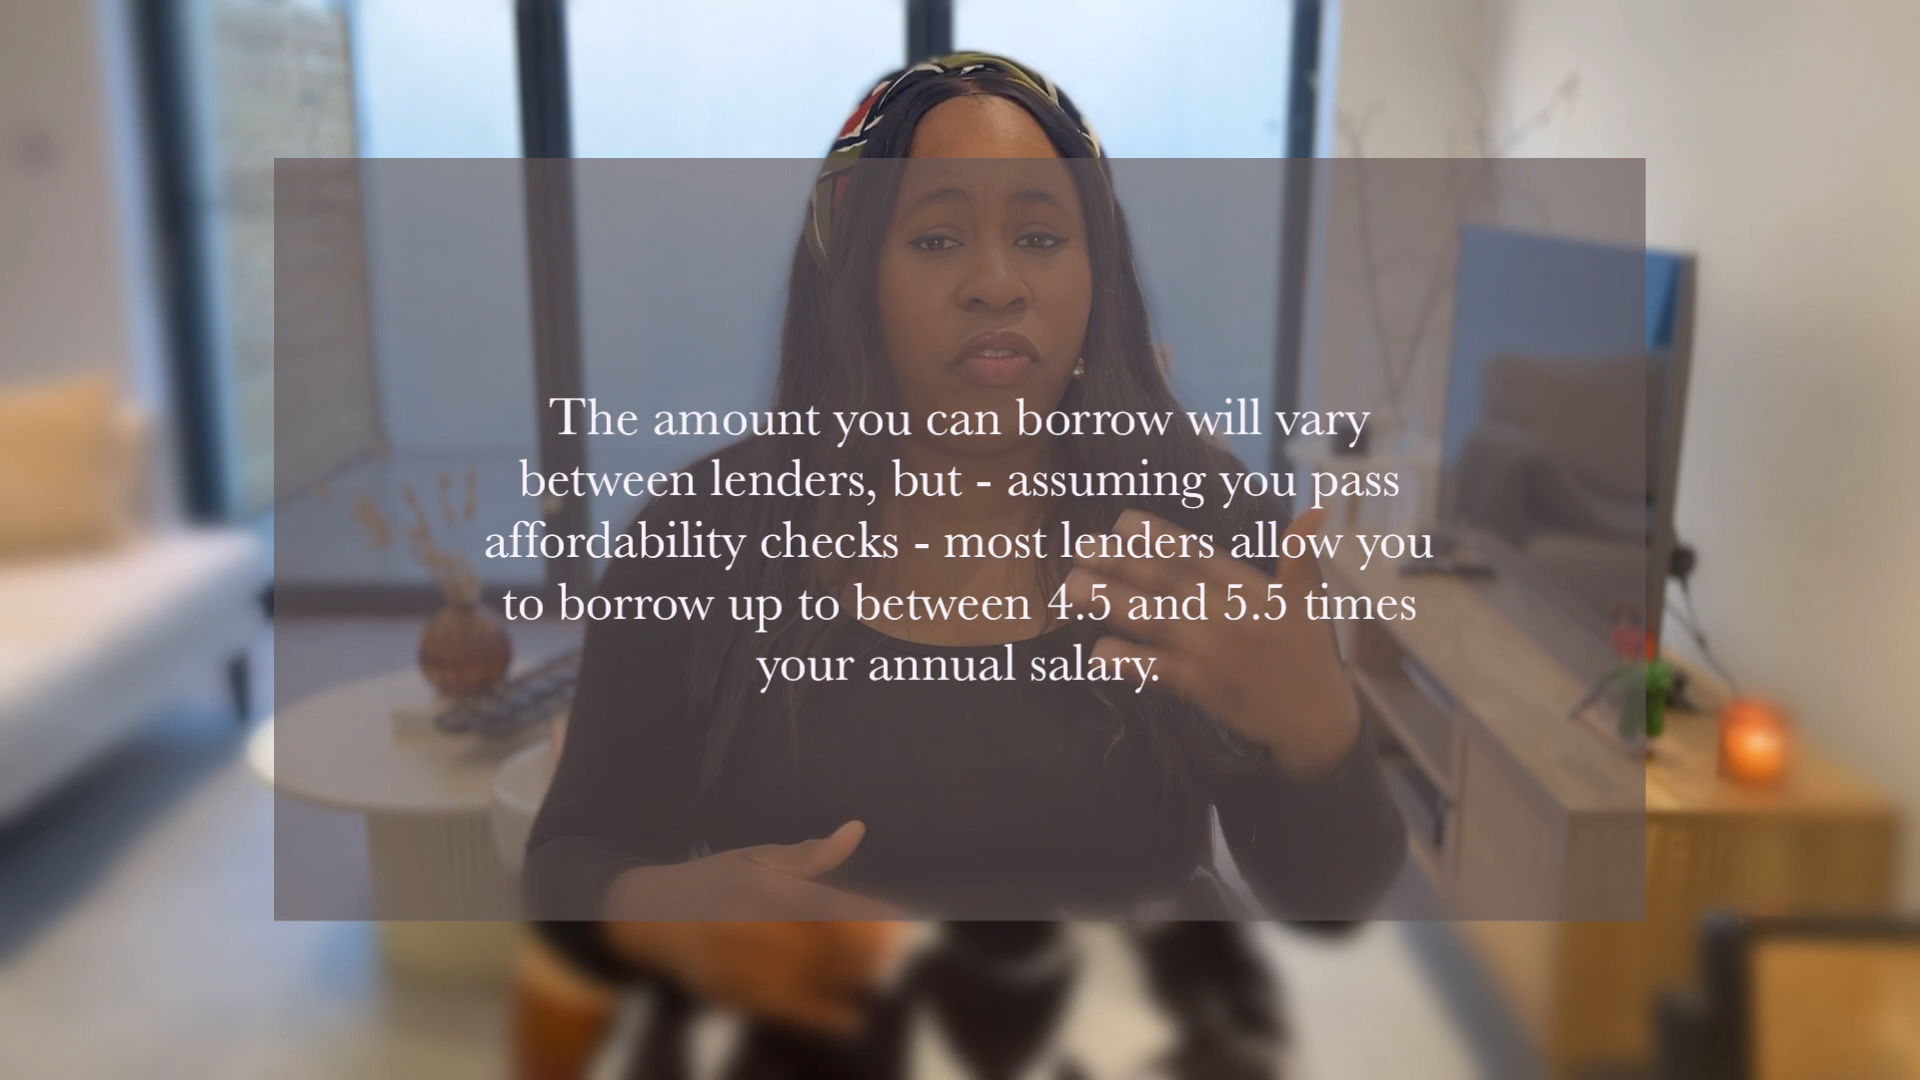 The amount you can borrow will vary
between lenders, but - assuming you pass
affordability checks - most lenders allow you
to borrow up to between 4.5 and 5.5 times
your annual salary.